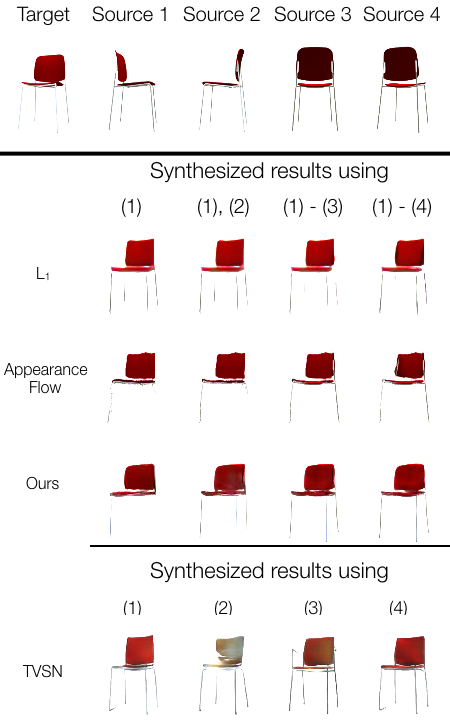 Target Source 1 Source 2 Source 3 Source 4
Synthesized results using
(1) (1), (2) (1) - (3) (1) - (4)
L₁
Appearance
Flow
Ours
Synthesized results using
(1) (2) (3) (4)
TVSN